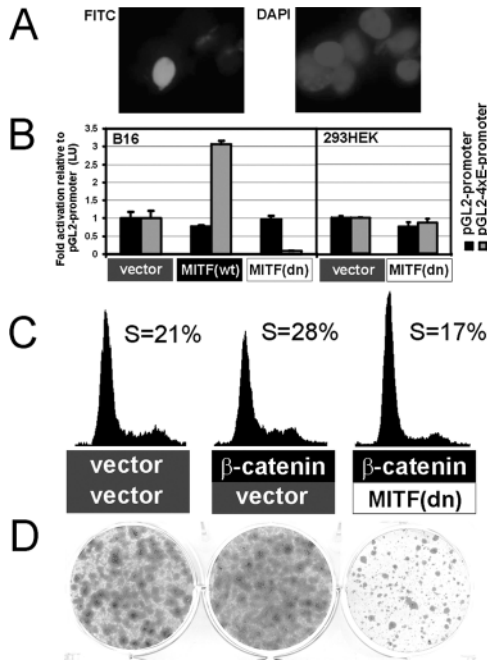 A
FITC
DAPI
B
Fold activation relative to
pGL2-promoter (LU)
3.5
3
2.5
2
1.5
1
0.5
0
B16
293HEK
vector
MITF(wt)
MITF(dn)
vector
MITF(dn)
pGL2-promoter
pGL2-4xE-promoter
C
S=21%
S=28%
S=17%
vector
vector
β-catenin
vector
β-catenin
MITF(dn)
D